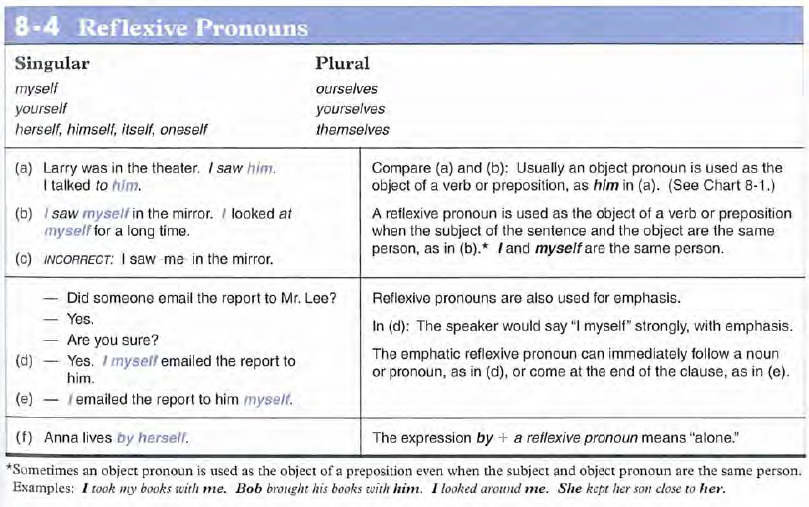 8-4 Reflexive Pronouns
Singular
Plural
myself
ourselves
yourself
yourselves
herself, himself, itself, oneself
themselves
(a) Larry was in the theater. I saw him.
I talked to him.
(b) I saw myself in the mirror. I looked at
myself for a long time.
(c) INCORRECT: I saw me in the mirror.
Compare (a) and (b): Usually an object pronoun is used as the
object of a verb or preposition, as him in (a). (See Chart 8-1.)
A reflexive pronoun is used as the object of a verb or preposition
when the subject of the sentence and the object are the same
person, as in (b).* I and myself are the same person.
— Did someone email the report to Mr. Lee?
— Yes.
— Are you sure?
(d) — Yes. I myself emailed the report to
him.
(e) — I emailed the report to him myself.
Reflexive pronouns are also used for emphasis.
In (d): The speaker would say "I myself" strongly, with emphasis.
The emphatic reflexive pronoun can immediately follow a noun
or pronoun, as in (d), or come at the end of the clause, as in (e).
(f) Anna lives by herself.
The expression by + a reflexive pronoun means "alone."
*Sometimes an object pronoun is used as the object of a preposition even when the subject and object pronoun are the same person.
Examples: I took my books with me. Bob brought his books with him. I looked around me. She kept her son close to her.